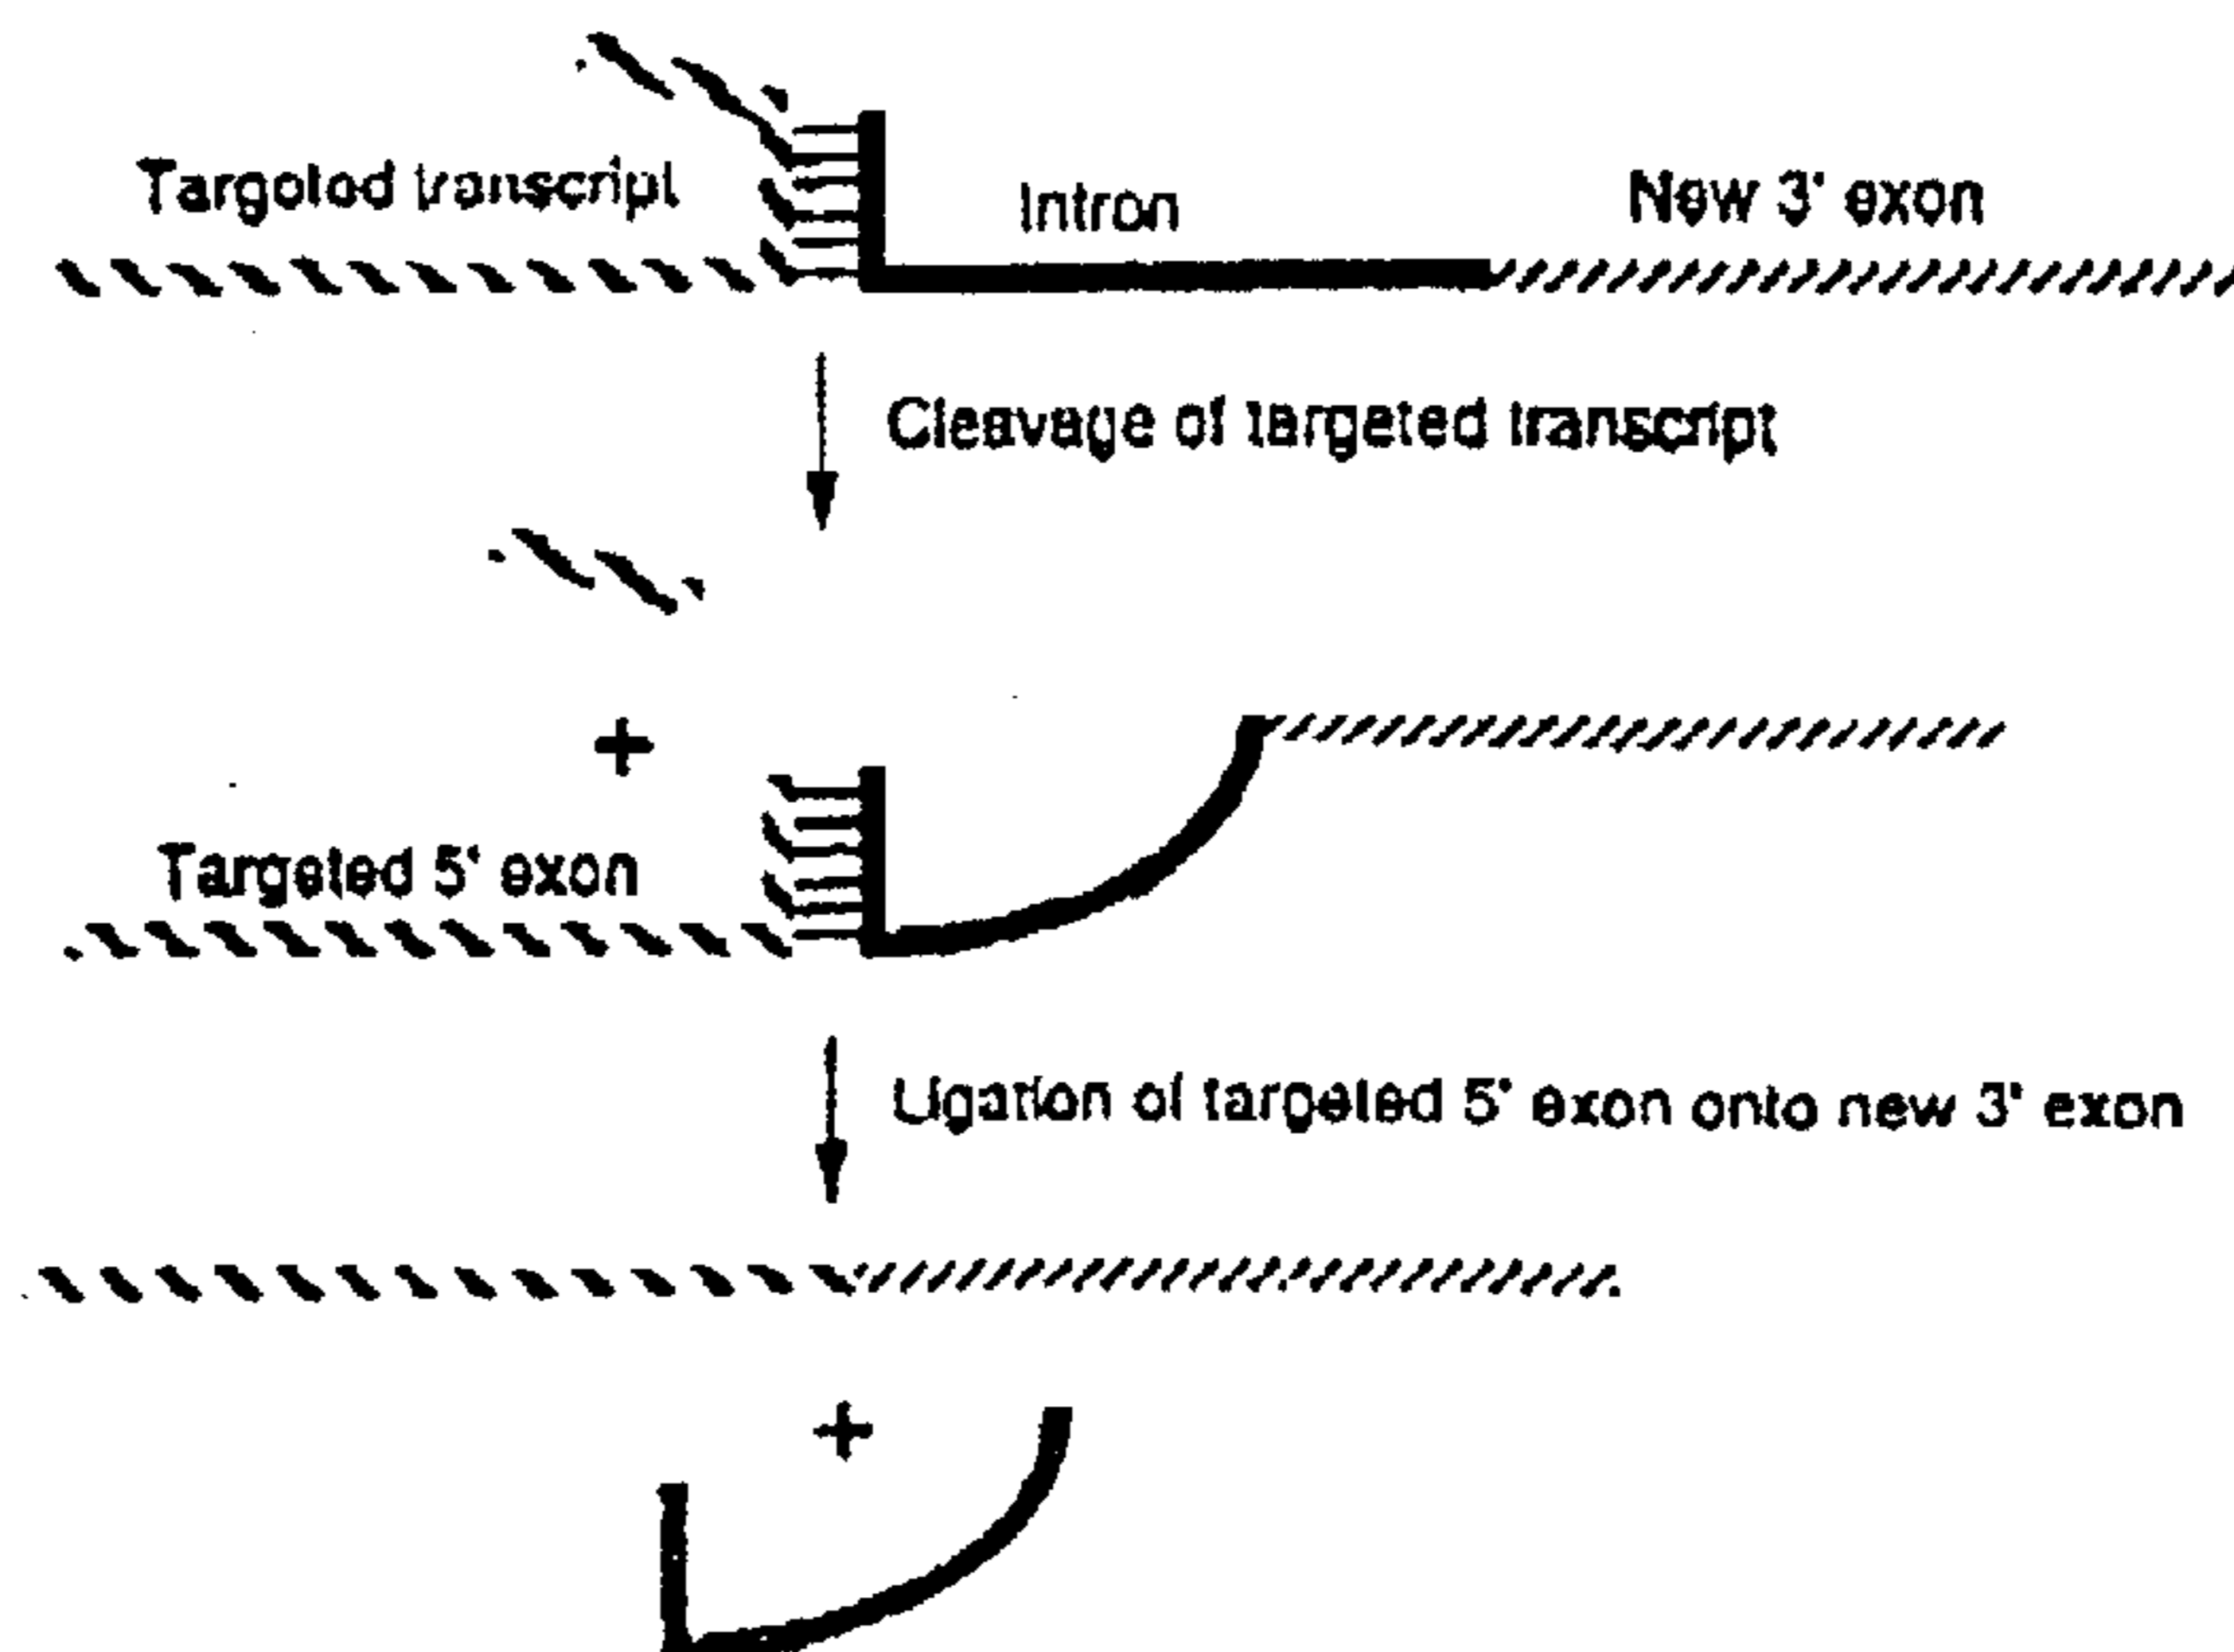 Targeted transcript
Intron
New 3' exon
Cleavage of targeted transcript
+
Targeted 5' exon
Ligation of targeted 5' exon onto new 3' exon
+